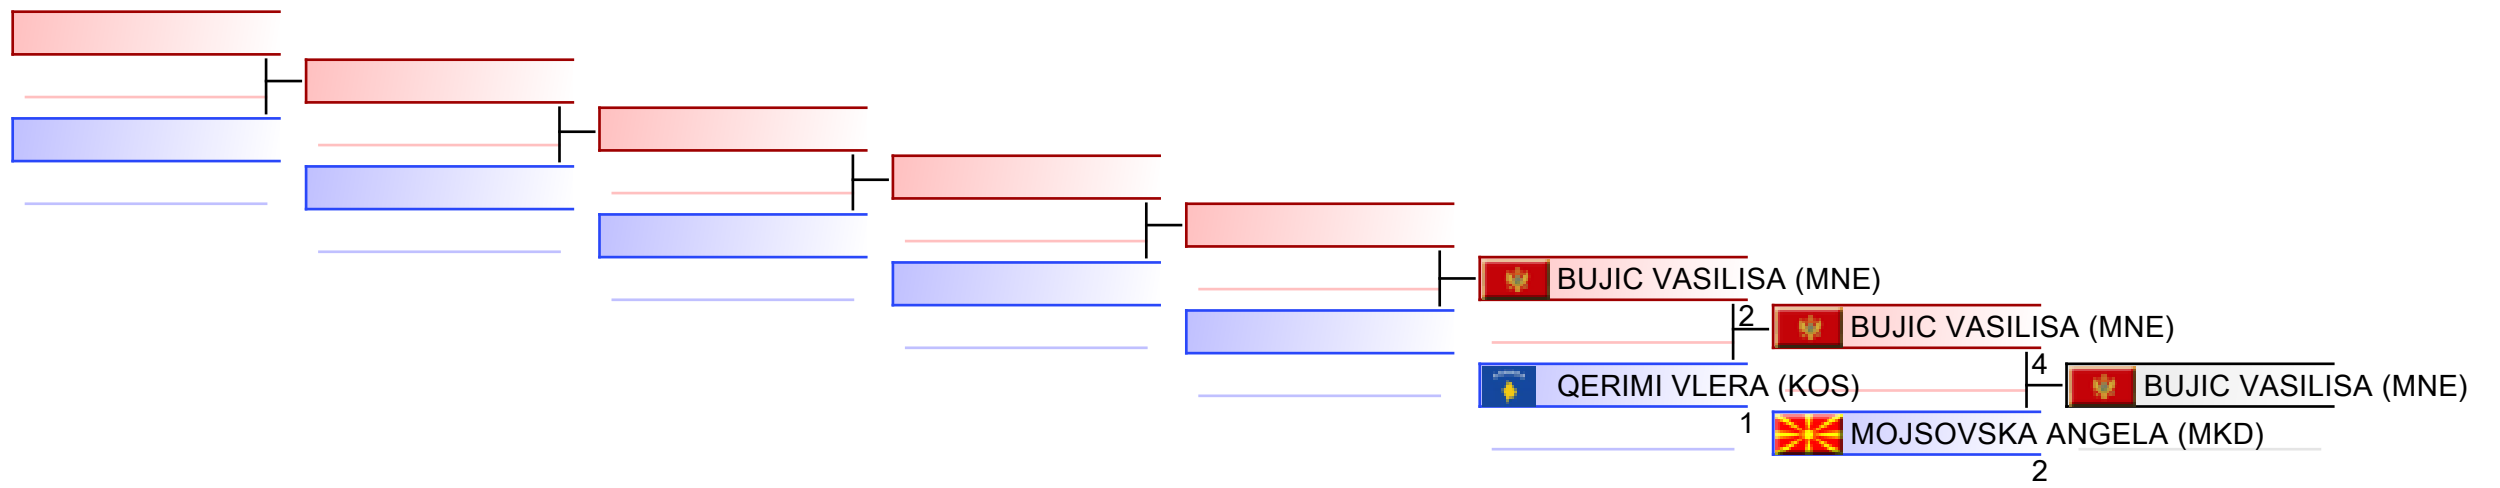 BUJIC VASILISA (MNE)
2
BUJIC VASILISA (MNE)
4
QERIMI VLERA (KOS)
BUJIC VASILISA (MNE)
1
MOJSOVSKA ANGELA (MKD)
2